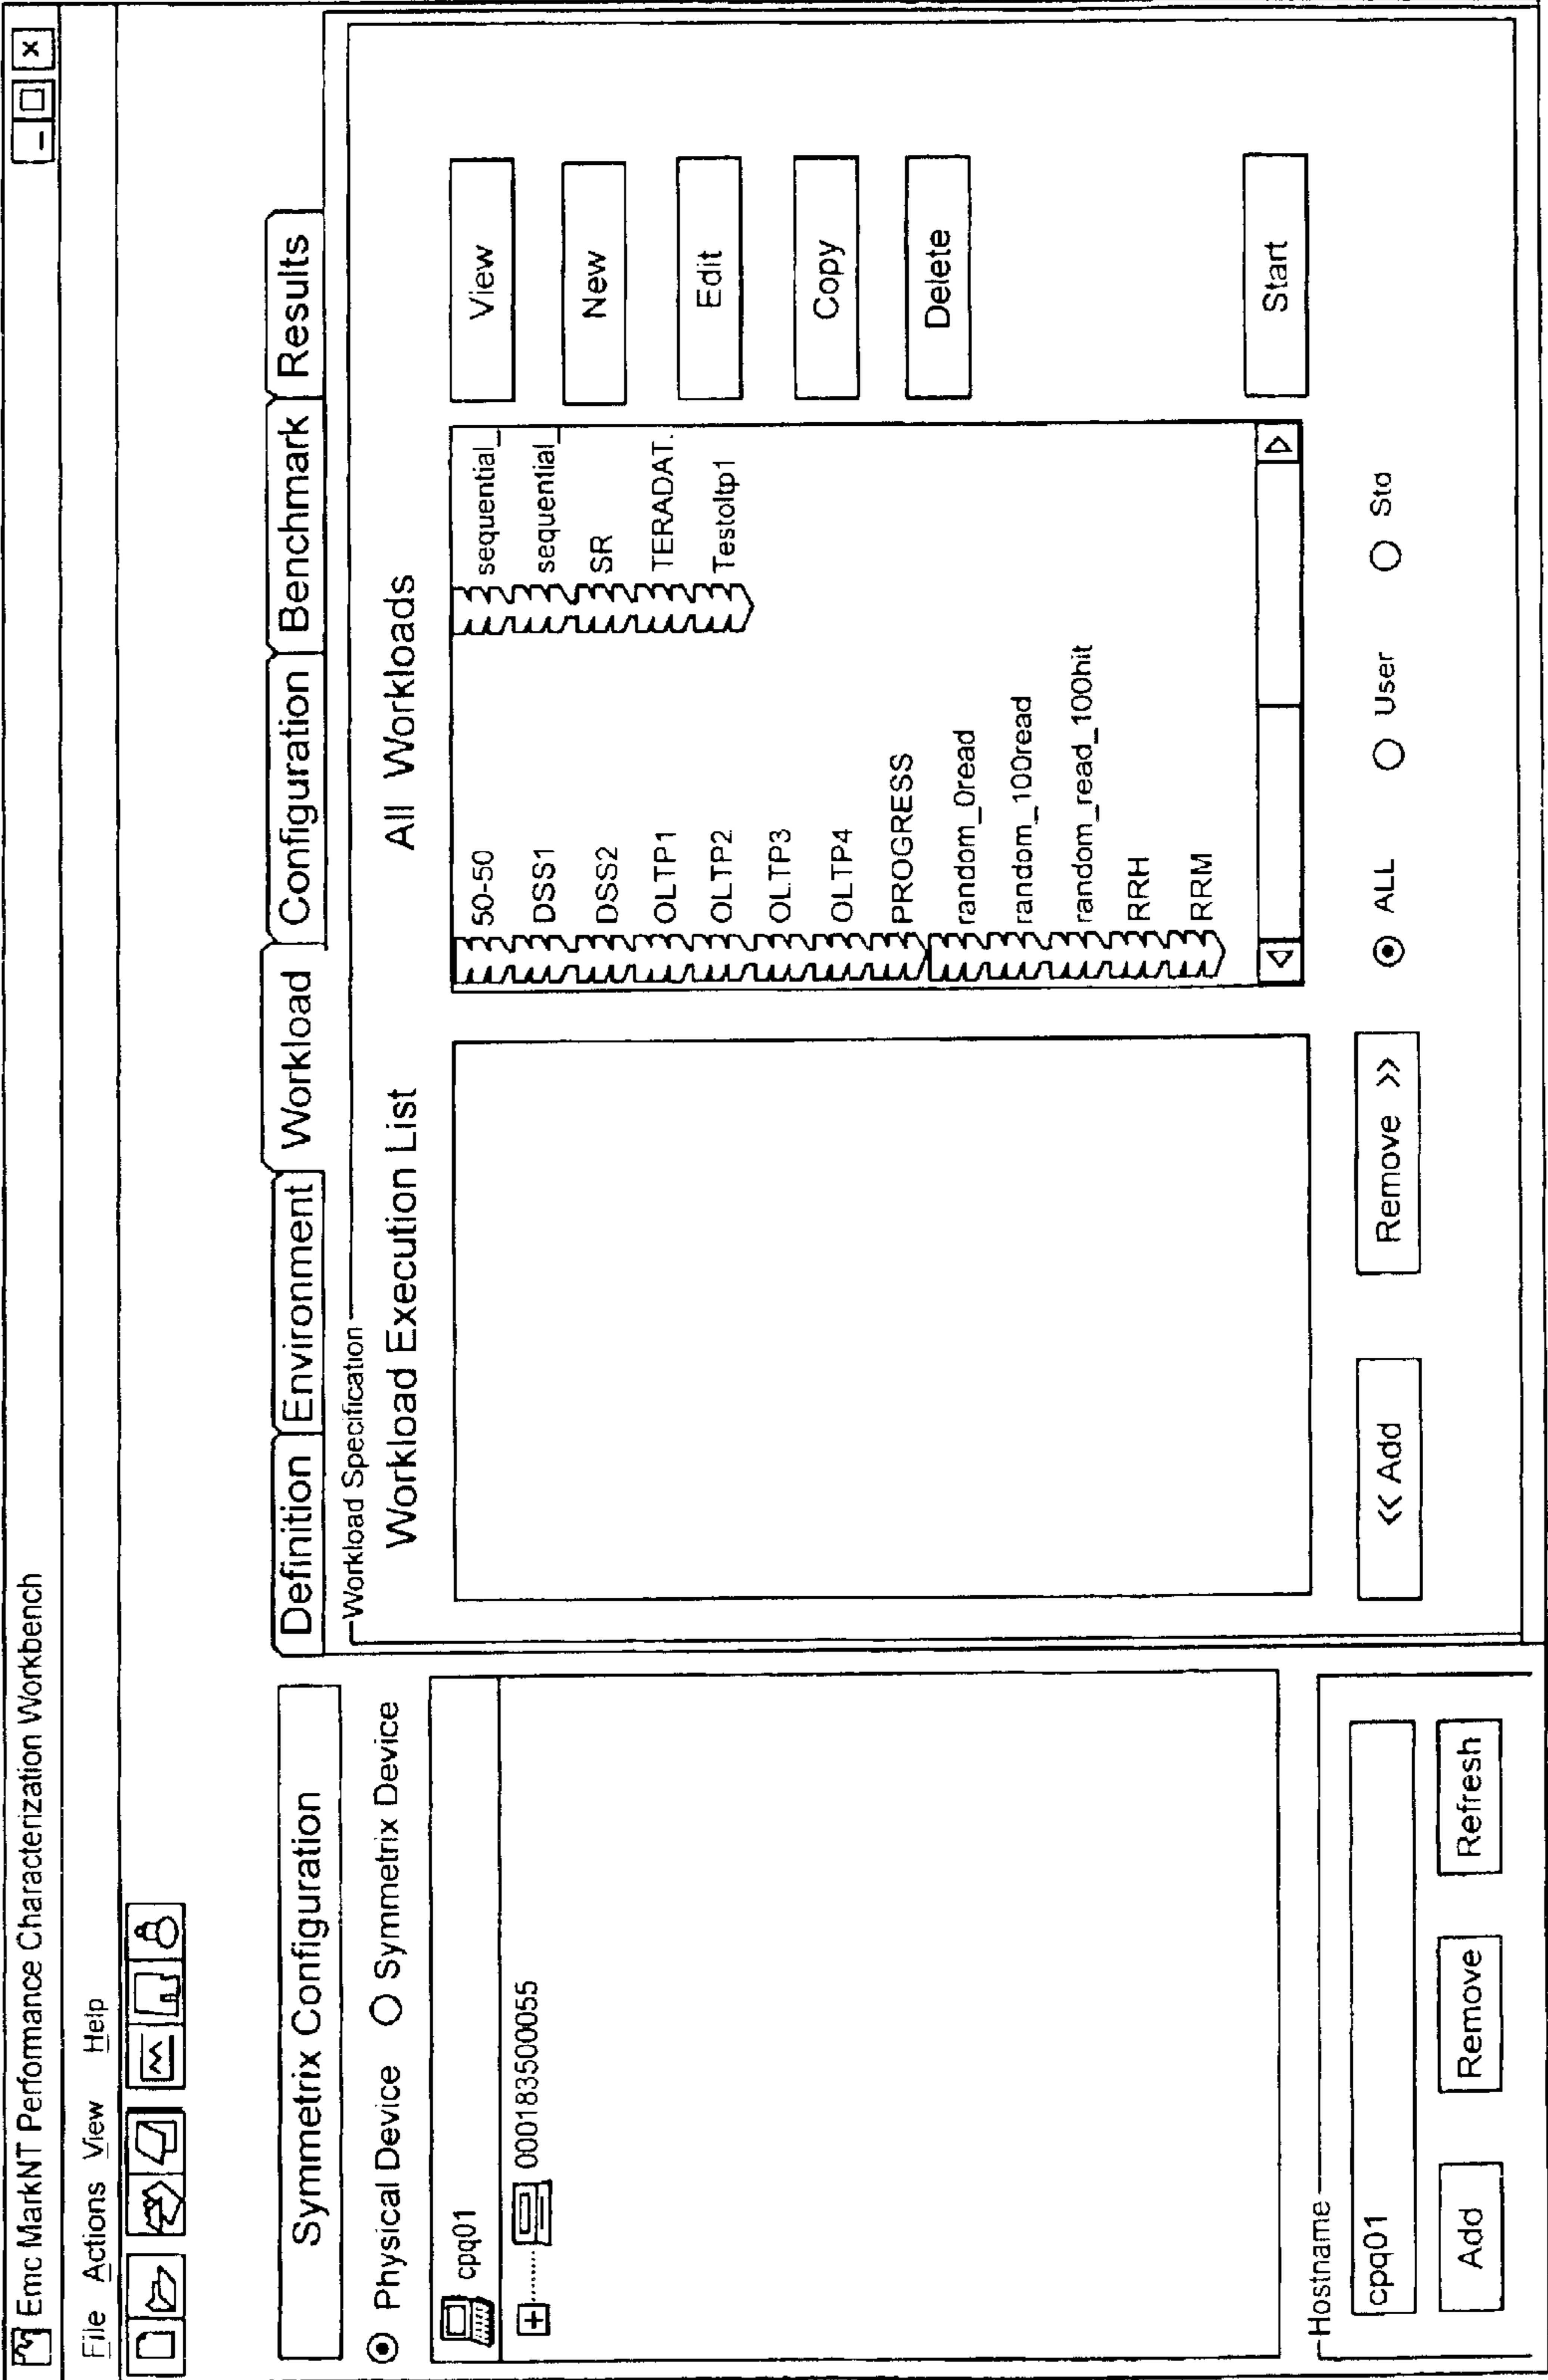 Emc MarkNT Performance Characterization Workbench
File Actions View Help
Symmetrix Configuration
Physical Device Symmetrix Device
cpq01
000183500055
Hostname
cpq01
Add Remove Refresh
Definition Environment Workload Configuration Benchmark Results
Workload Specification
Workload Execution List
<< Add Remove >>
All Workloads
50-50
DSS1
DSS2
OLTP1
OLTP2
OLTP3
OLTP4
PROGRESS
random_0read
random_100read
random_read_100hit
RRH
RRM
sequential_
sequential_
SR
TERADAT.
Testoltp1
ALL User Std
View
New
Edit
Copy
Delete
Start